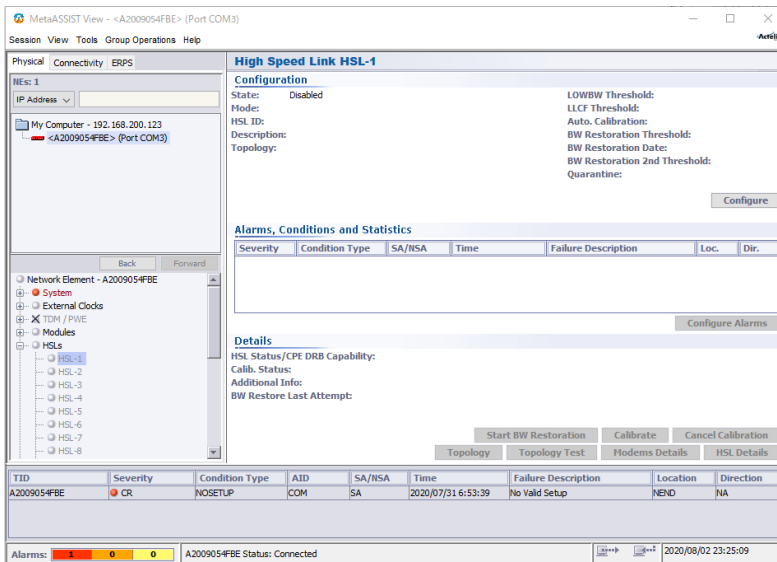 MetaASSIST View - <A2009054FBE> (Port COM3)
Session View Tools Group Operations Help
Physical Connectivity ERPS
NEs: 1
IP Address
My Computer - 192.168.200.123
<A2009054FBE> (Port COM3)
Back Forward
Network Element - A2009054FBE
System
External Clocks
TDM / PWE
Modules
HSLs
HSL-1
HSL-2
HSL-3
HSL-4
HSL-5
HSL-6
HSL-7
HSL-8
High Speed Link HSL-1
Configuration
State: Disabled
Mode:
HSL ID:
Description:
Topology:
LOWBW Threshold:
LLCF Threshold:
Auto. Calibration:
BW Restoration Threshold:
BW Restoration Date:
BW Restoration 2nd Threshold:
Quarantine:
Configure
Alarms, Conditions and Statistics
Severity Condition Type SA/NSA Time Failure Description Loc. Dir.
Configure Alarms
Details
HSL Status/CPE DRB Capability:
Calib. Status:
Additional Info:
BW Restore Last Attempt:
Start BW Restoration Calibrate Cancel Calibration
Topology Topology Test Modems Details HSL Details
TID Severity Condition Type AID SA/NSA Time Failure Description Location Direction
A2009054FBE CR NOSETUP COM SA 2020/07/31 6:53:39 No Valid Setup NEND NA
Alarms: 1 0 0 A2009054FBE Status: Connected 2020/08/02 23:25:09